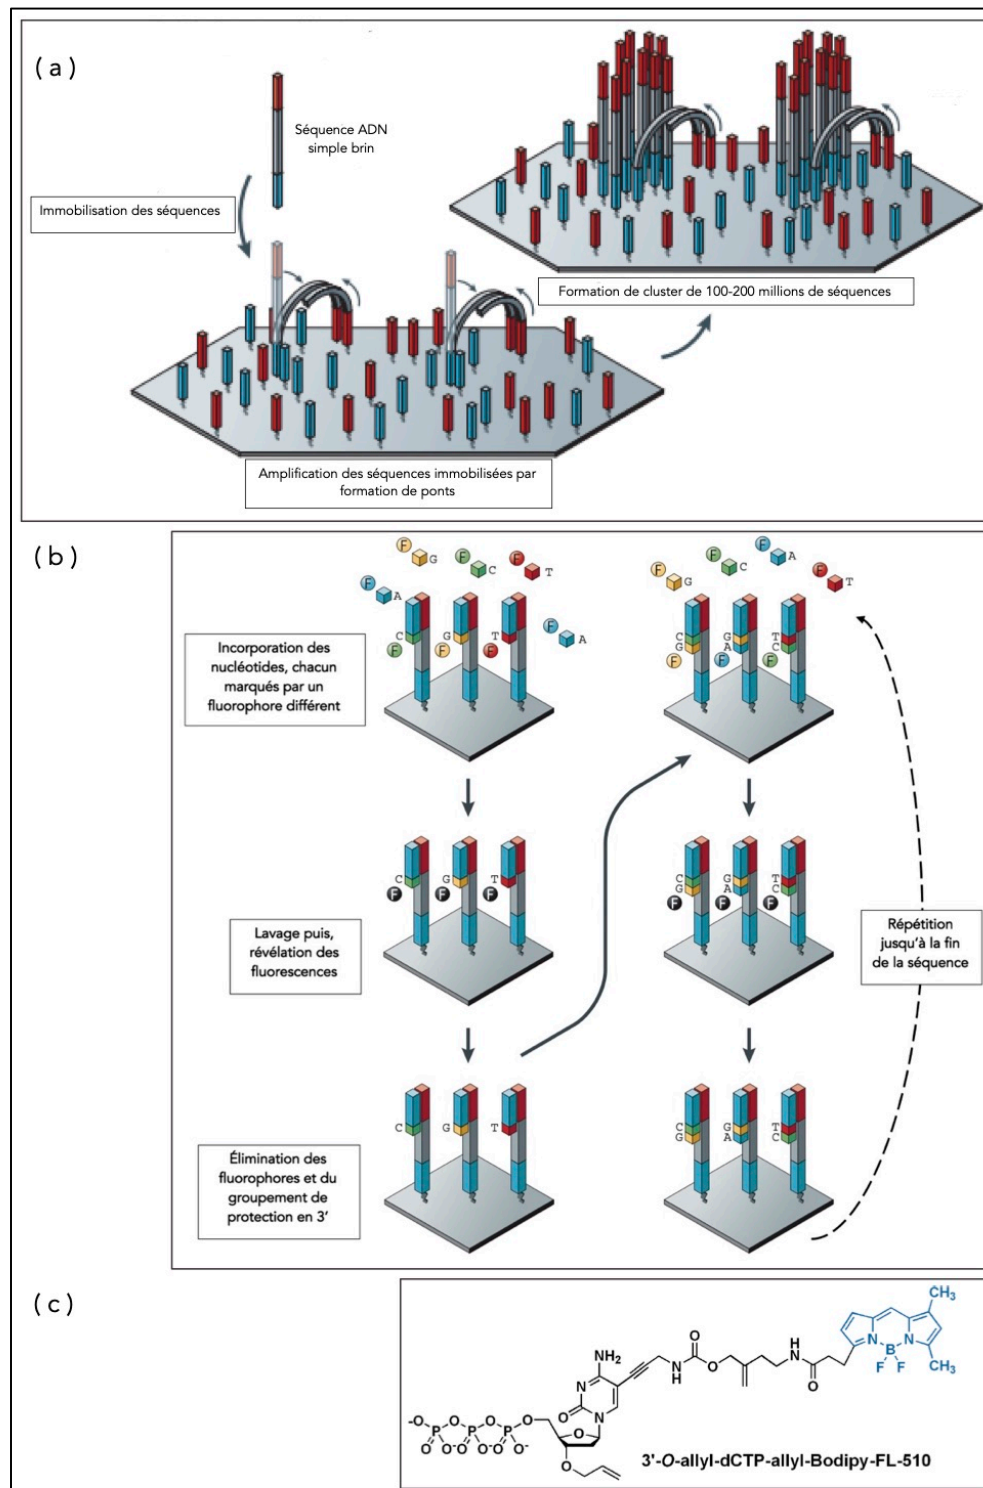 (a)
Séquence ADN
simple brin
Immobilisation des séquences
Formation de cluster de 100-200 millions de séquences
Amplification des séquences immobilisées par
formation de ponts
(b)
F G
F C
F T
F A
C F
G F
T F
F A
Incorporation des
nucléotides, chacun
marqués par un
fluorophore différent
F G
F C
F A
F T
C
G
F
G
A
F
T
C
F
Lavage puis,
révélation des
fluorescences
C F
G F
T F
C
G
F
G
A
F
T
C
F
Répétition
jusqu'à la fin
de la séquence
Élimination des
fluorophores et du
groupement de
protection en 3'
C
G
T
C
G
G
A
T
C
(c)
NH2
N
O
N
O
NH
O
O
N
H
O
N
B
N
F F
CH3
CH3
-O P O P O P O
O O- O O- O O-
O
O
3'-O-allyl-dCTP-allyl-Bodipy-FL-510